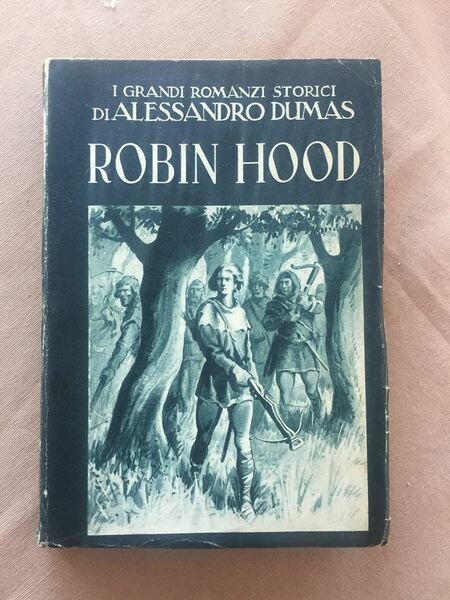 I GRANDI ROMANZI STORICI
DI ALESSANDRO DUMAS
ROBIN HOOD